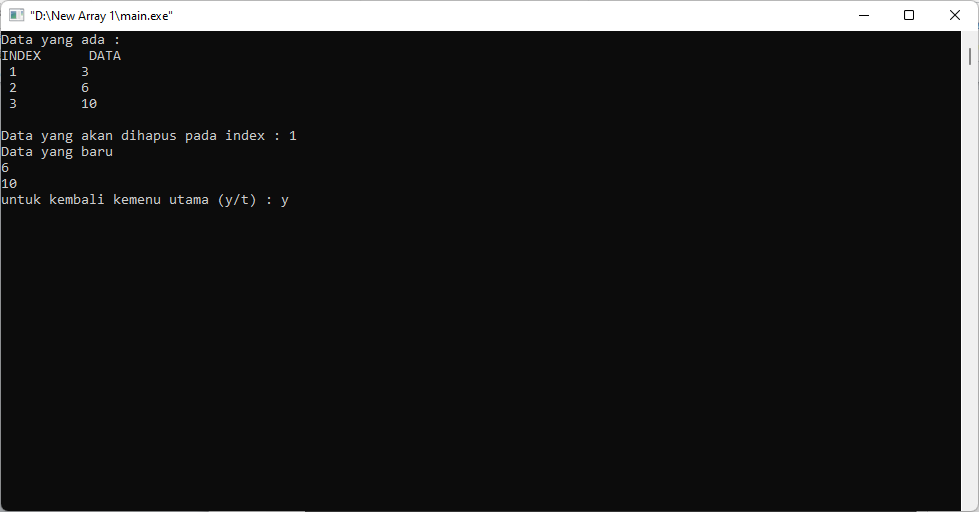 "D:\New Array 1\main.exe"
Data yang ada :
INDEX      DATA
 1        3
 2        6
 3        10
Data yang akan dihapus pada index : 1
Data yang baru
6
10
untuk kembali kemenu utama (y/t) : y